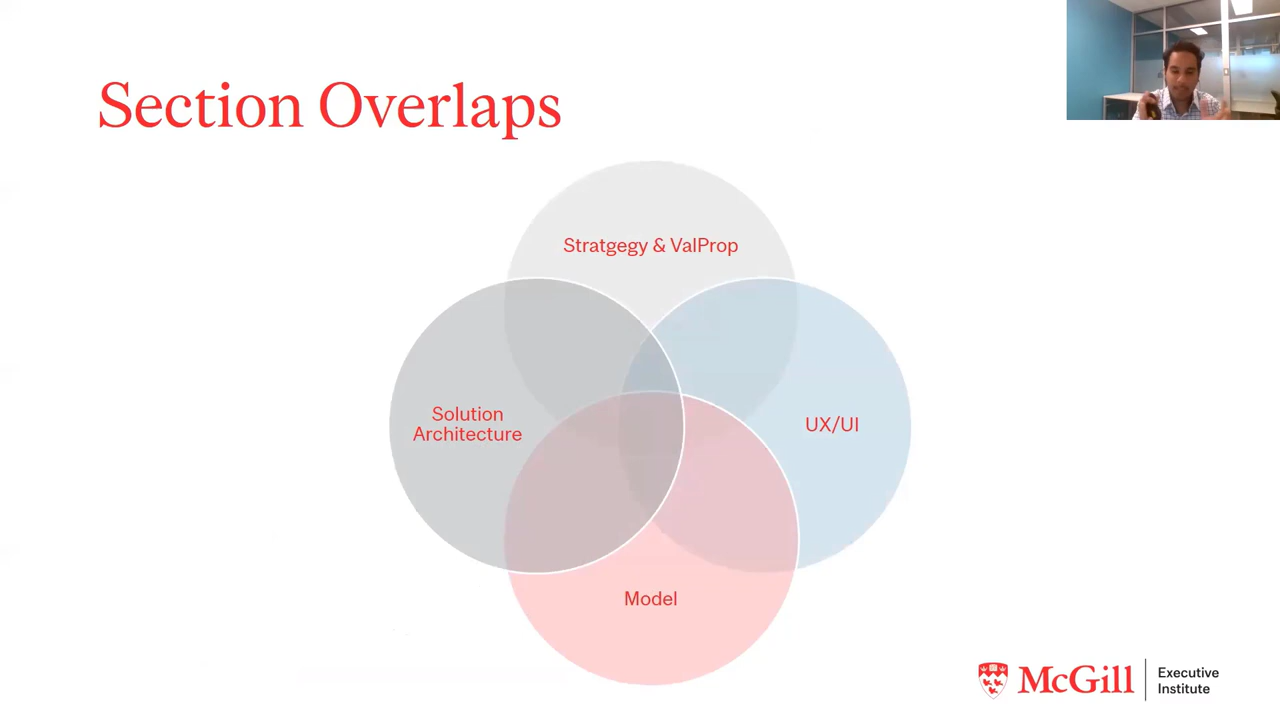 Section Overlaps
Stratgegy & ValProp
Solution
Architecture
UX/UI
Model
McGill
Executive
Institute